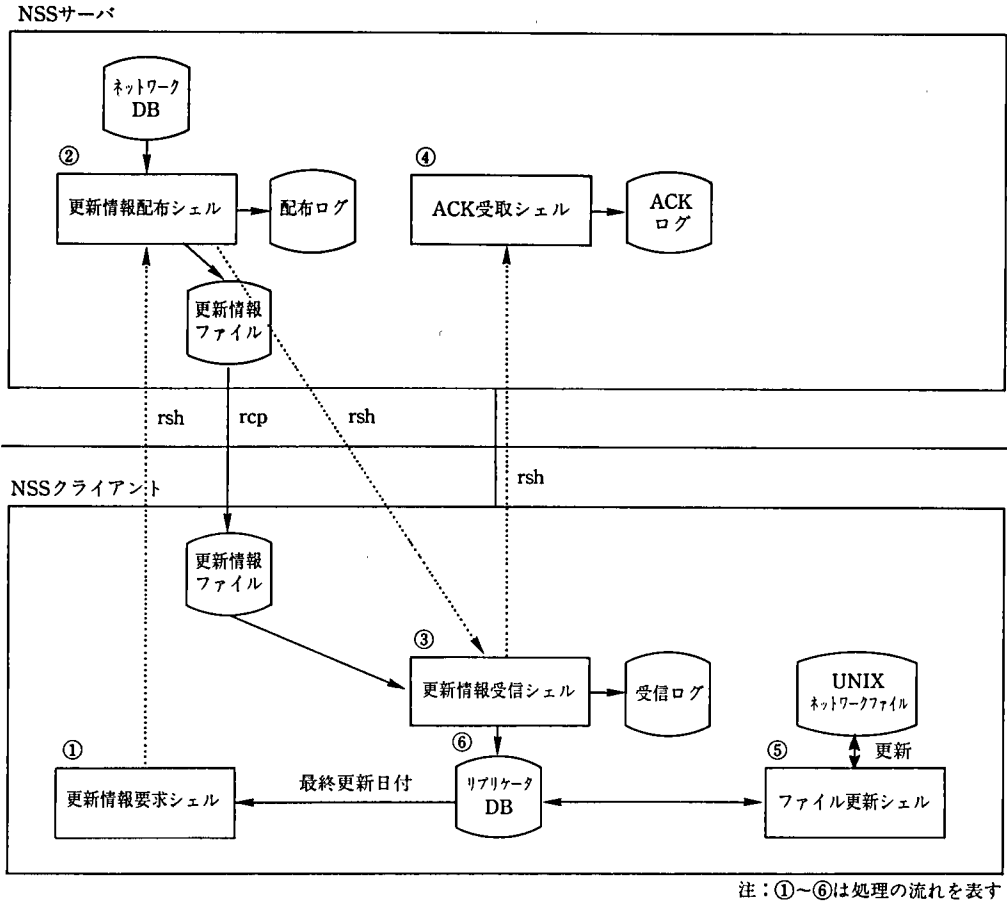 NSSサーバ
ネットワーク
DB
②
更新情報配布シェル
配布ログ
④
ACK受取シェル
ACK
ログ
更新情報
ファイル
rsh
rcp
rsh
rsh
NSSクライアント
更新情報
ファイル
③
更新情報受信シェル
受信ログ
UNIX
ネットワークファイル
①
更新情報要求シェル
最終更新日付
⑥
リプリケータ
DB
⑤
更新
ファイル更新シェル
注：①～⑥は処理の流れを表す